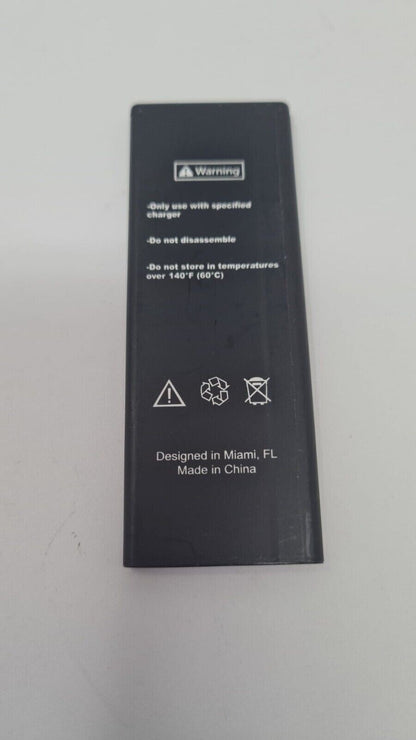 Warning
-Only use with specified
charger
-Do not disassemble
-Do not store in temperatures
over 140°F (60°C)
Designed in Miami, FL
Made in China